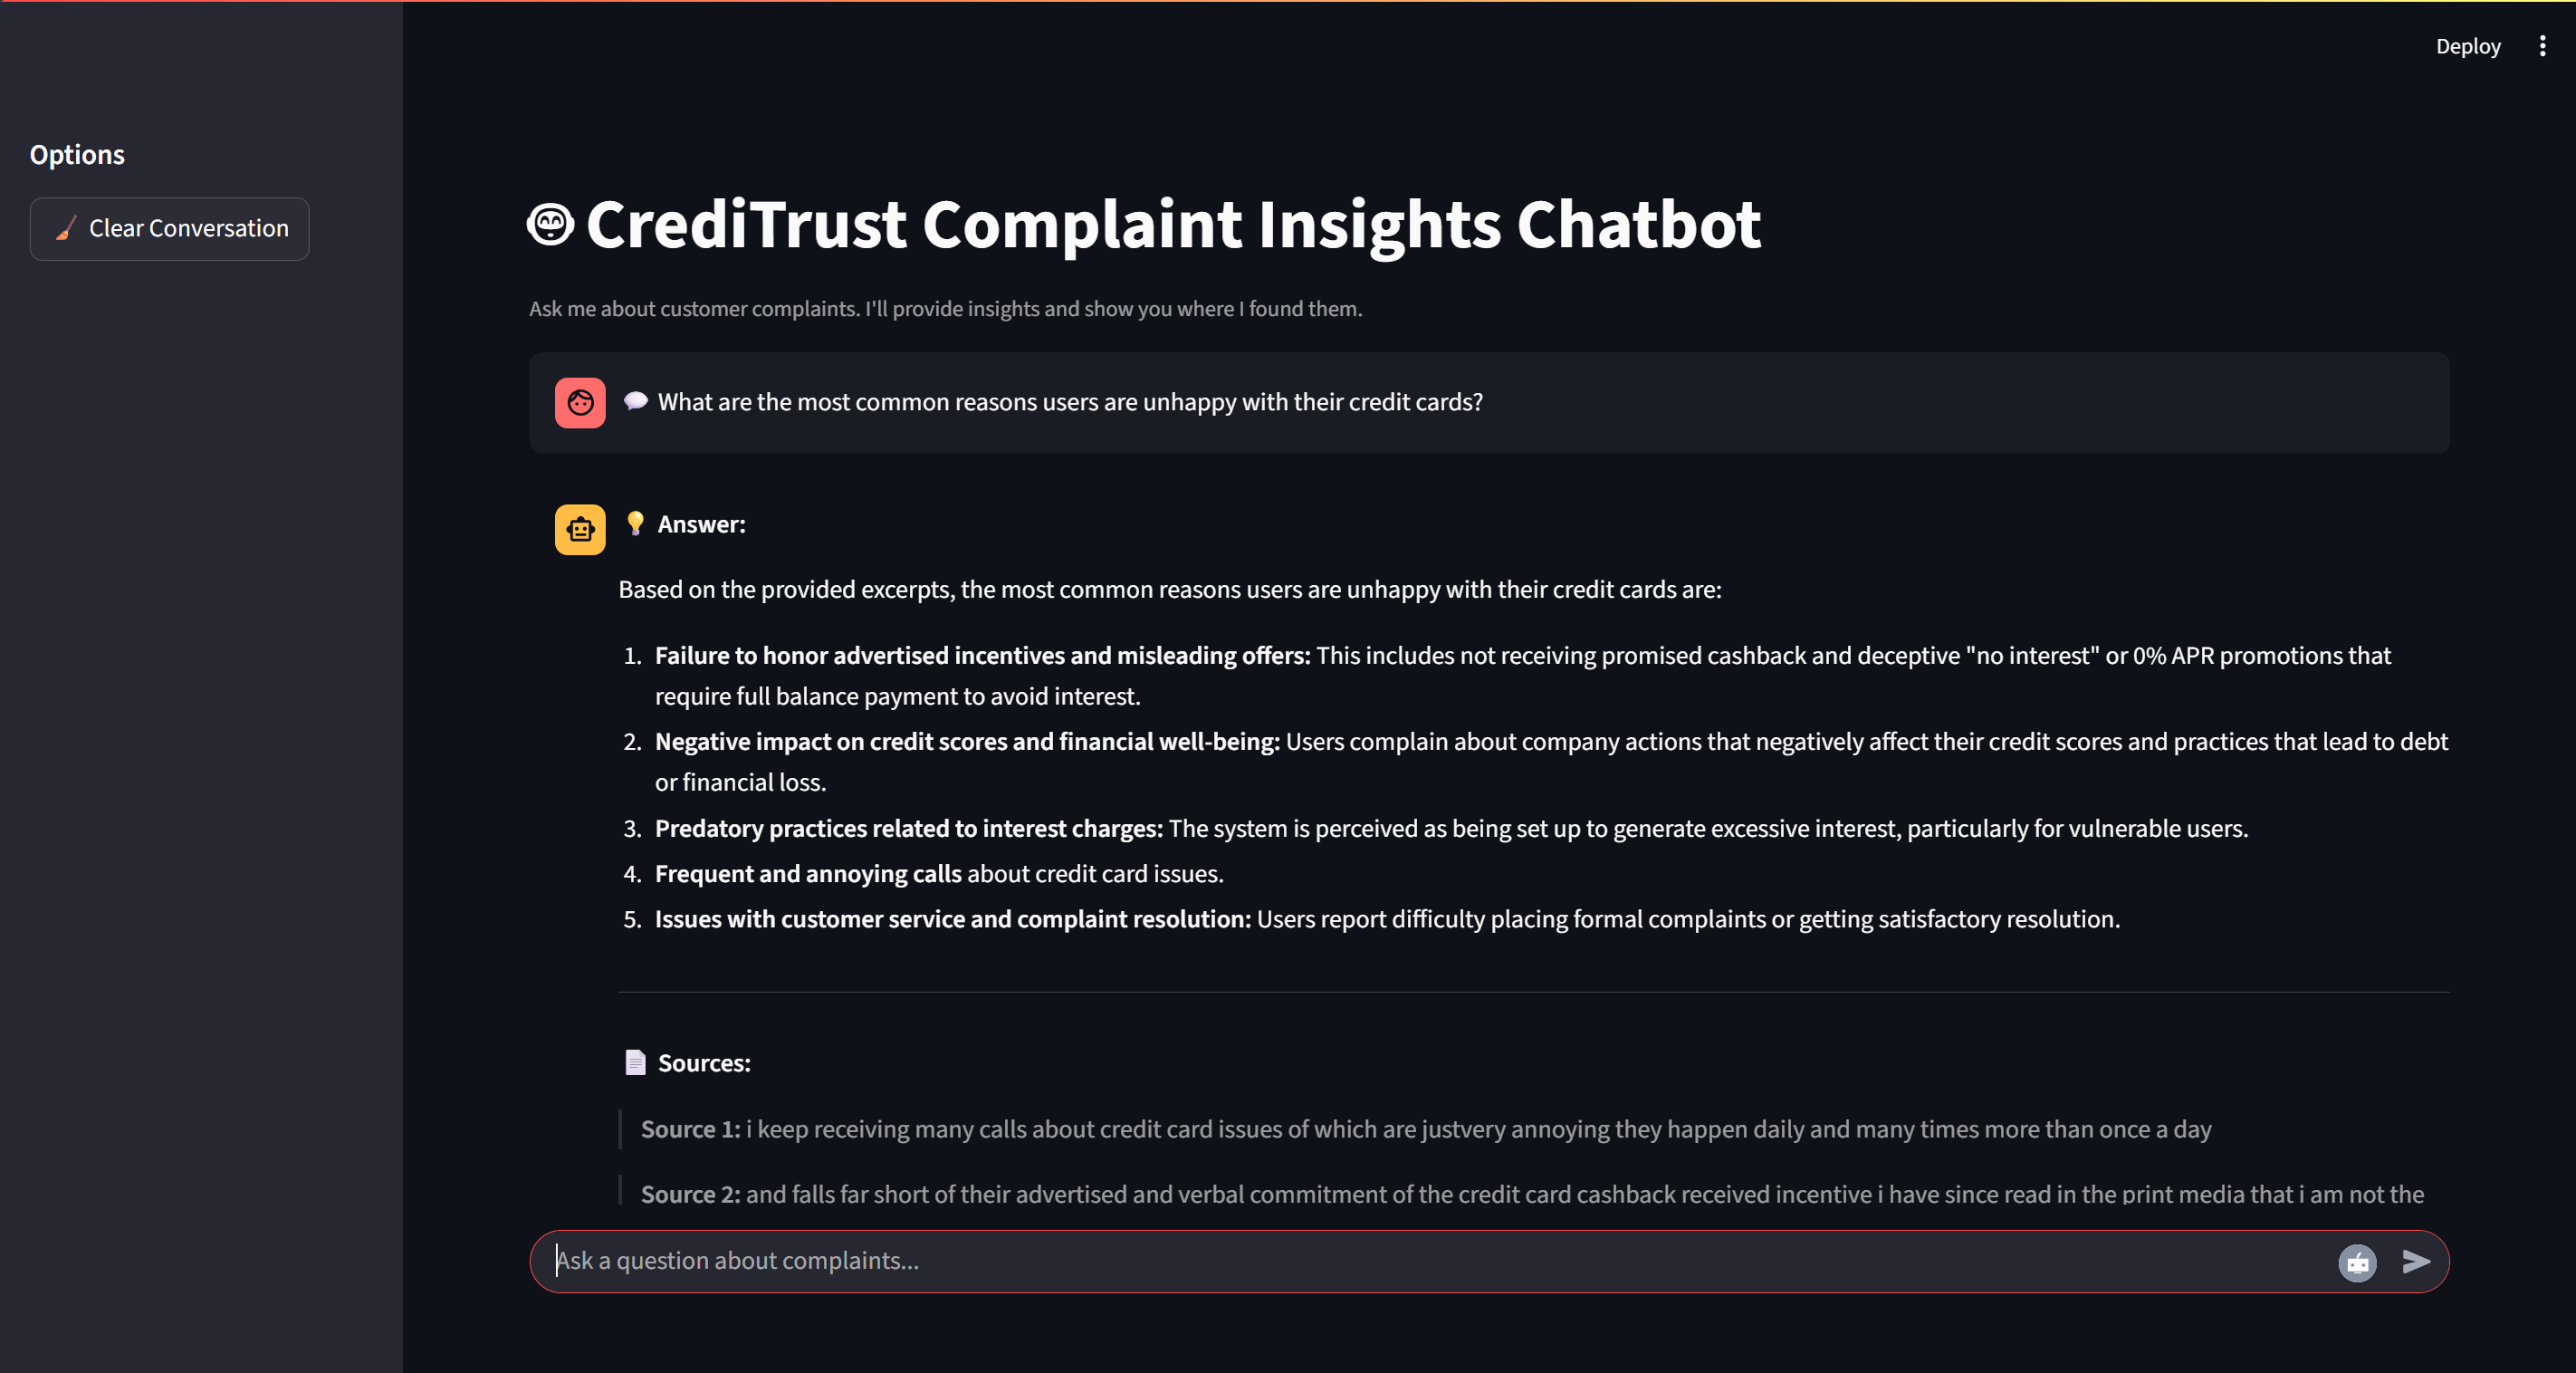 Deploy
Options
Clear Conversation
CrediTrust Complaint Insights Chatbot
Ask me about customer complaints. I'll provide insights and show you where I found them.
What are the most common reasons users are unhappy with their credit cards?
Answer:
Based on the provided excerpts, the most common reasons users are unhappy with their credit cards are:
1. Failure to honor advertised incentives and misleading offers: This includes not receiving promised cashback and deceptive "no interest" or 0% APR promotions that
require full balance payment to avoid interest.
2. Negative impact on credit scores and financial well-being: Users complain about company actions that negatively affect their credit scores and practices that lead to debt
or financial loss.
3. Predatory practices related to interest charges: The system is perceived as being set up to generate excessive interest, particularly for vulnerable users.
4. Frequent and annoying calls about credit card issues.
5. Issues with customer service and complaint resolution: Users report difficulty placing formal complaints or getting satisfactory resolution.
Sources:
Source 1: i keep receiving many calls about credit card issues of which are justvery annoying they happen daily and many times more than once a day
Source 2: and falls far short of their advertised and verbal commitment of the credit card cashback received incentive i have since read in the print media that i am not the
Ask a question about complaints...